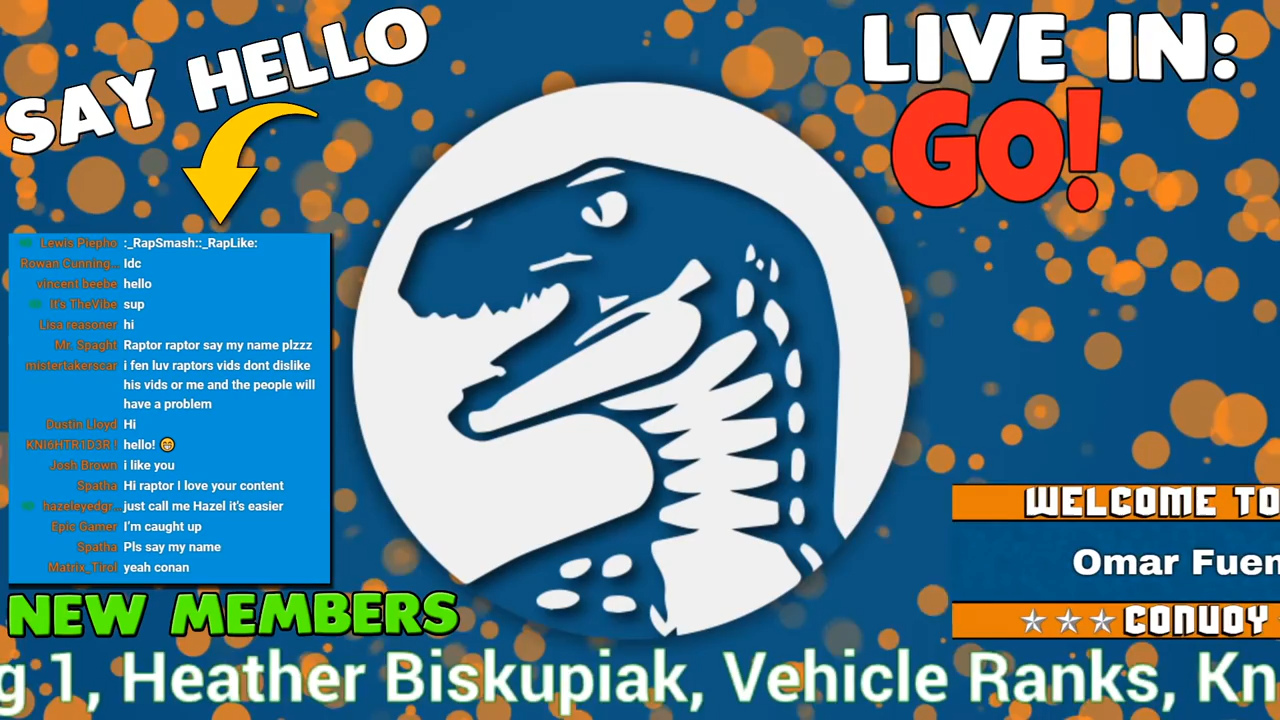 SAY HELLO
LIVE IN:
GO!
Lewis Piepho :_RapSmash::_RapLike:
Rowan Cunning... Idc
vincent beebe hello
It's TheVibe sup
Lisa reasoner hi
Mr. Spaght Raptor raptor say my name plzzz
mistertakerscar i fen luv raptors vids dont dislike
his vids or me and the people will
have a problem
Dustin Lloyd Hi
KNI6HTR1D3R ! hello! 😁
Josh Brown i like you
Spatha Hi raptor I love your content
hazeleyedgr... just call me Hazel it's easier
Epic Gamer I'm caught up
Spatha Pls say my name
Matrix_Tirol yeah conan
WELCOME TO
Omar Fuen
★ ★ ★ CONVOY
NEW MEMBERS
g 1, Heather Biskupiak, Vehicle Ranks, Kn